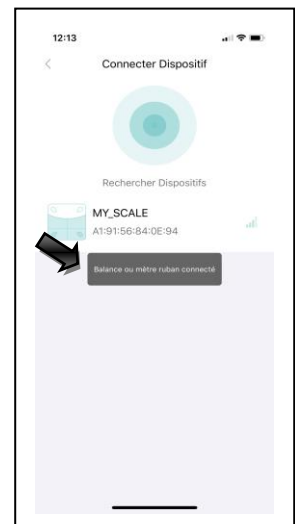 12:13
Connecter Dispositif
Rechercher Dispositifs
MY_SCALE
A1:91:56:84:0E:94
Balance ou mètre ruban connecté